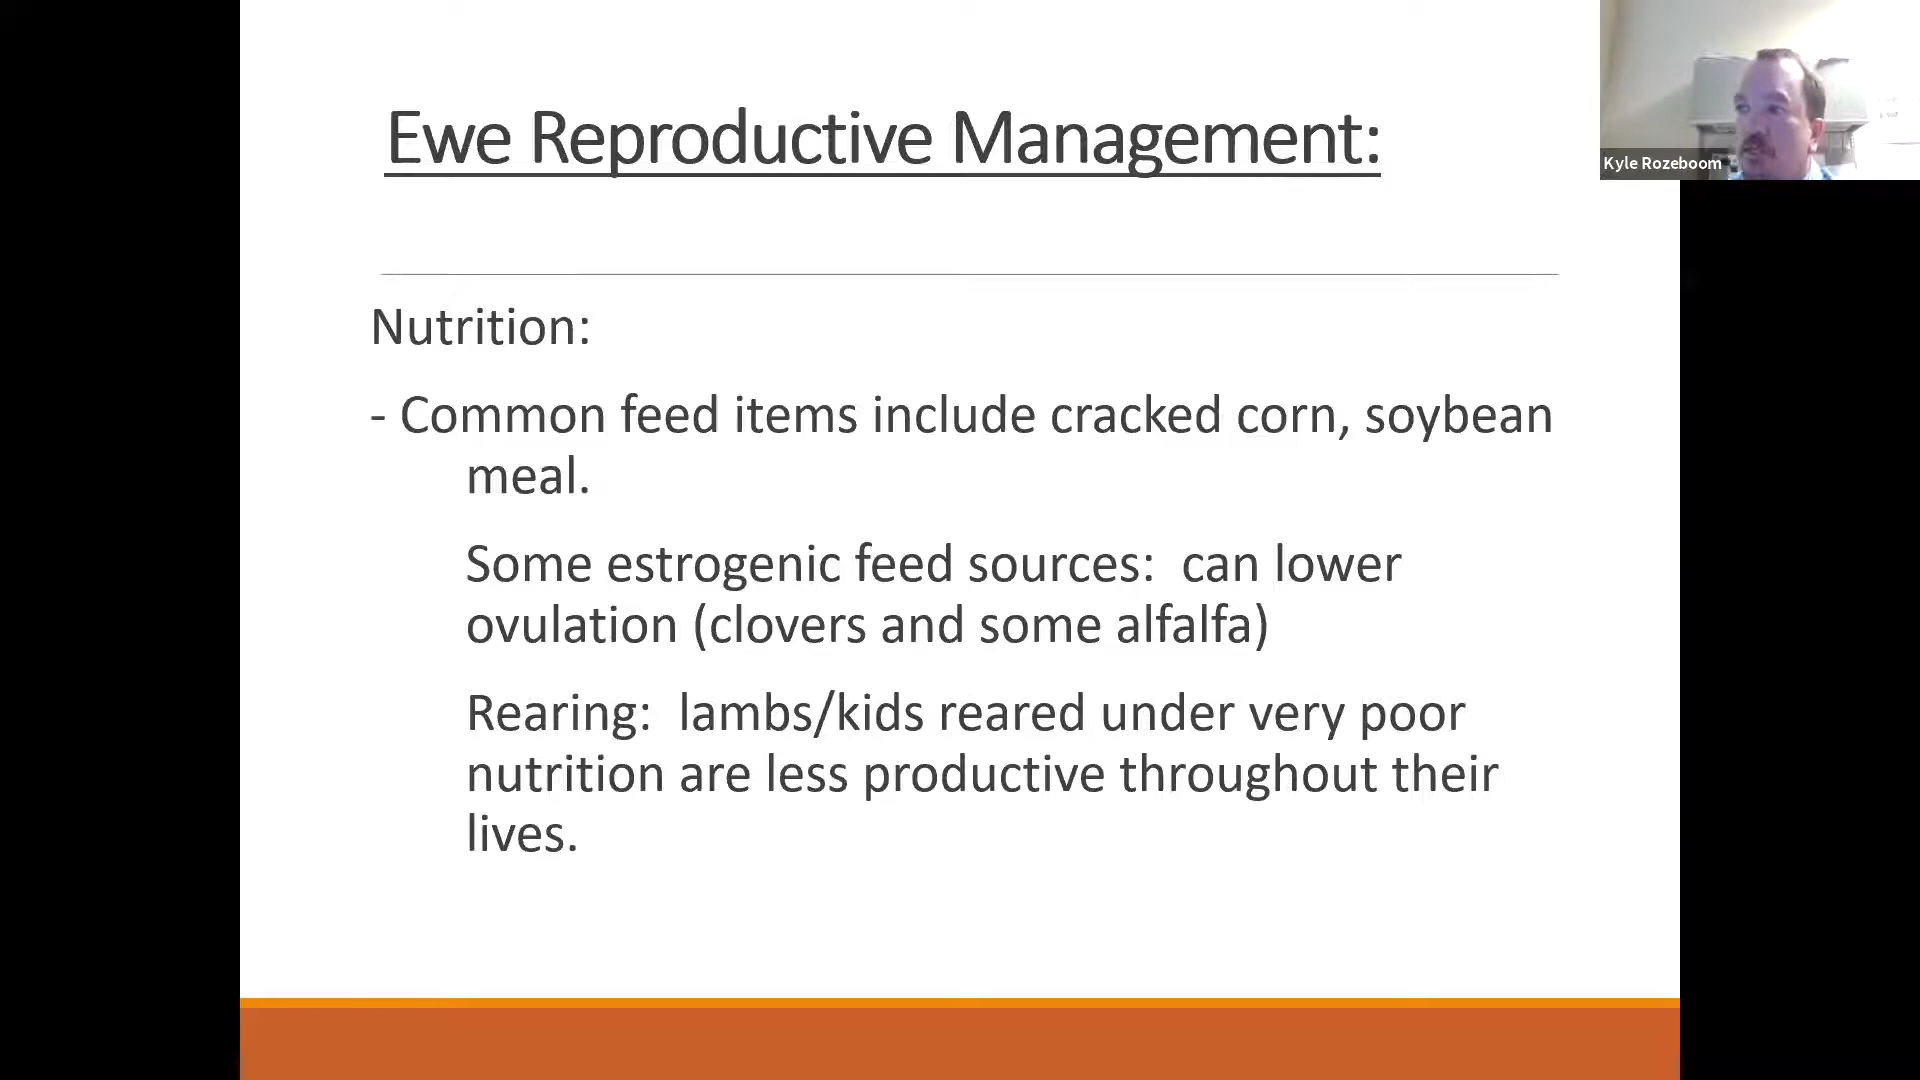 Ewe Reproductive Management:
Kyle Rozeboom
Nutrition:
- Common feed items include cracked corn, soybean
meal.
Some estrogenic feed sources:  can lower
ovulation (clovers and some alfalfa)
Rearing:  lambs/kids reared under very poor
nutrition are less productive throughout their
lives.